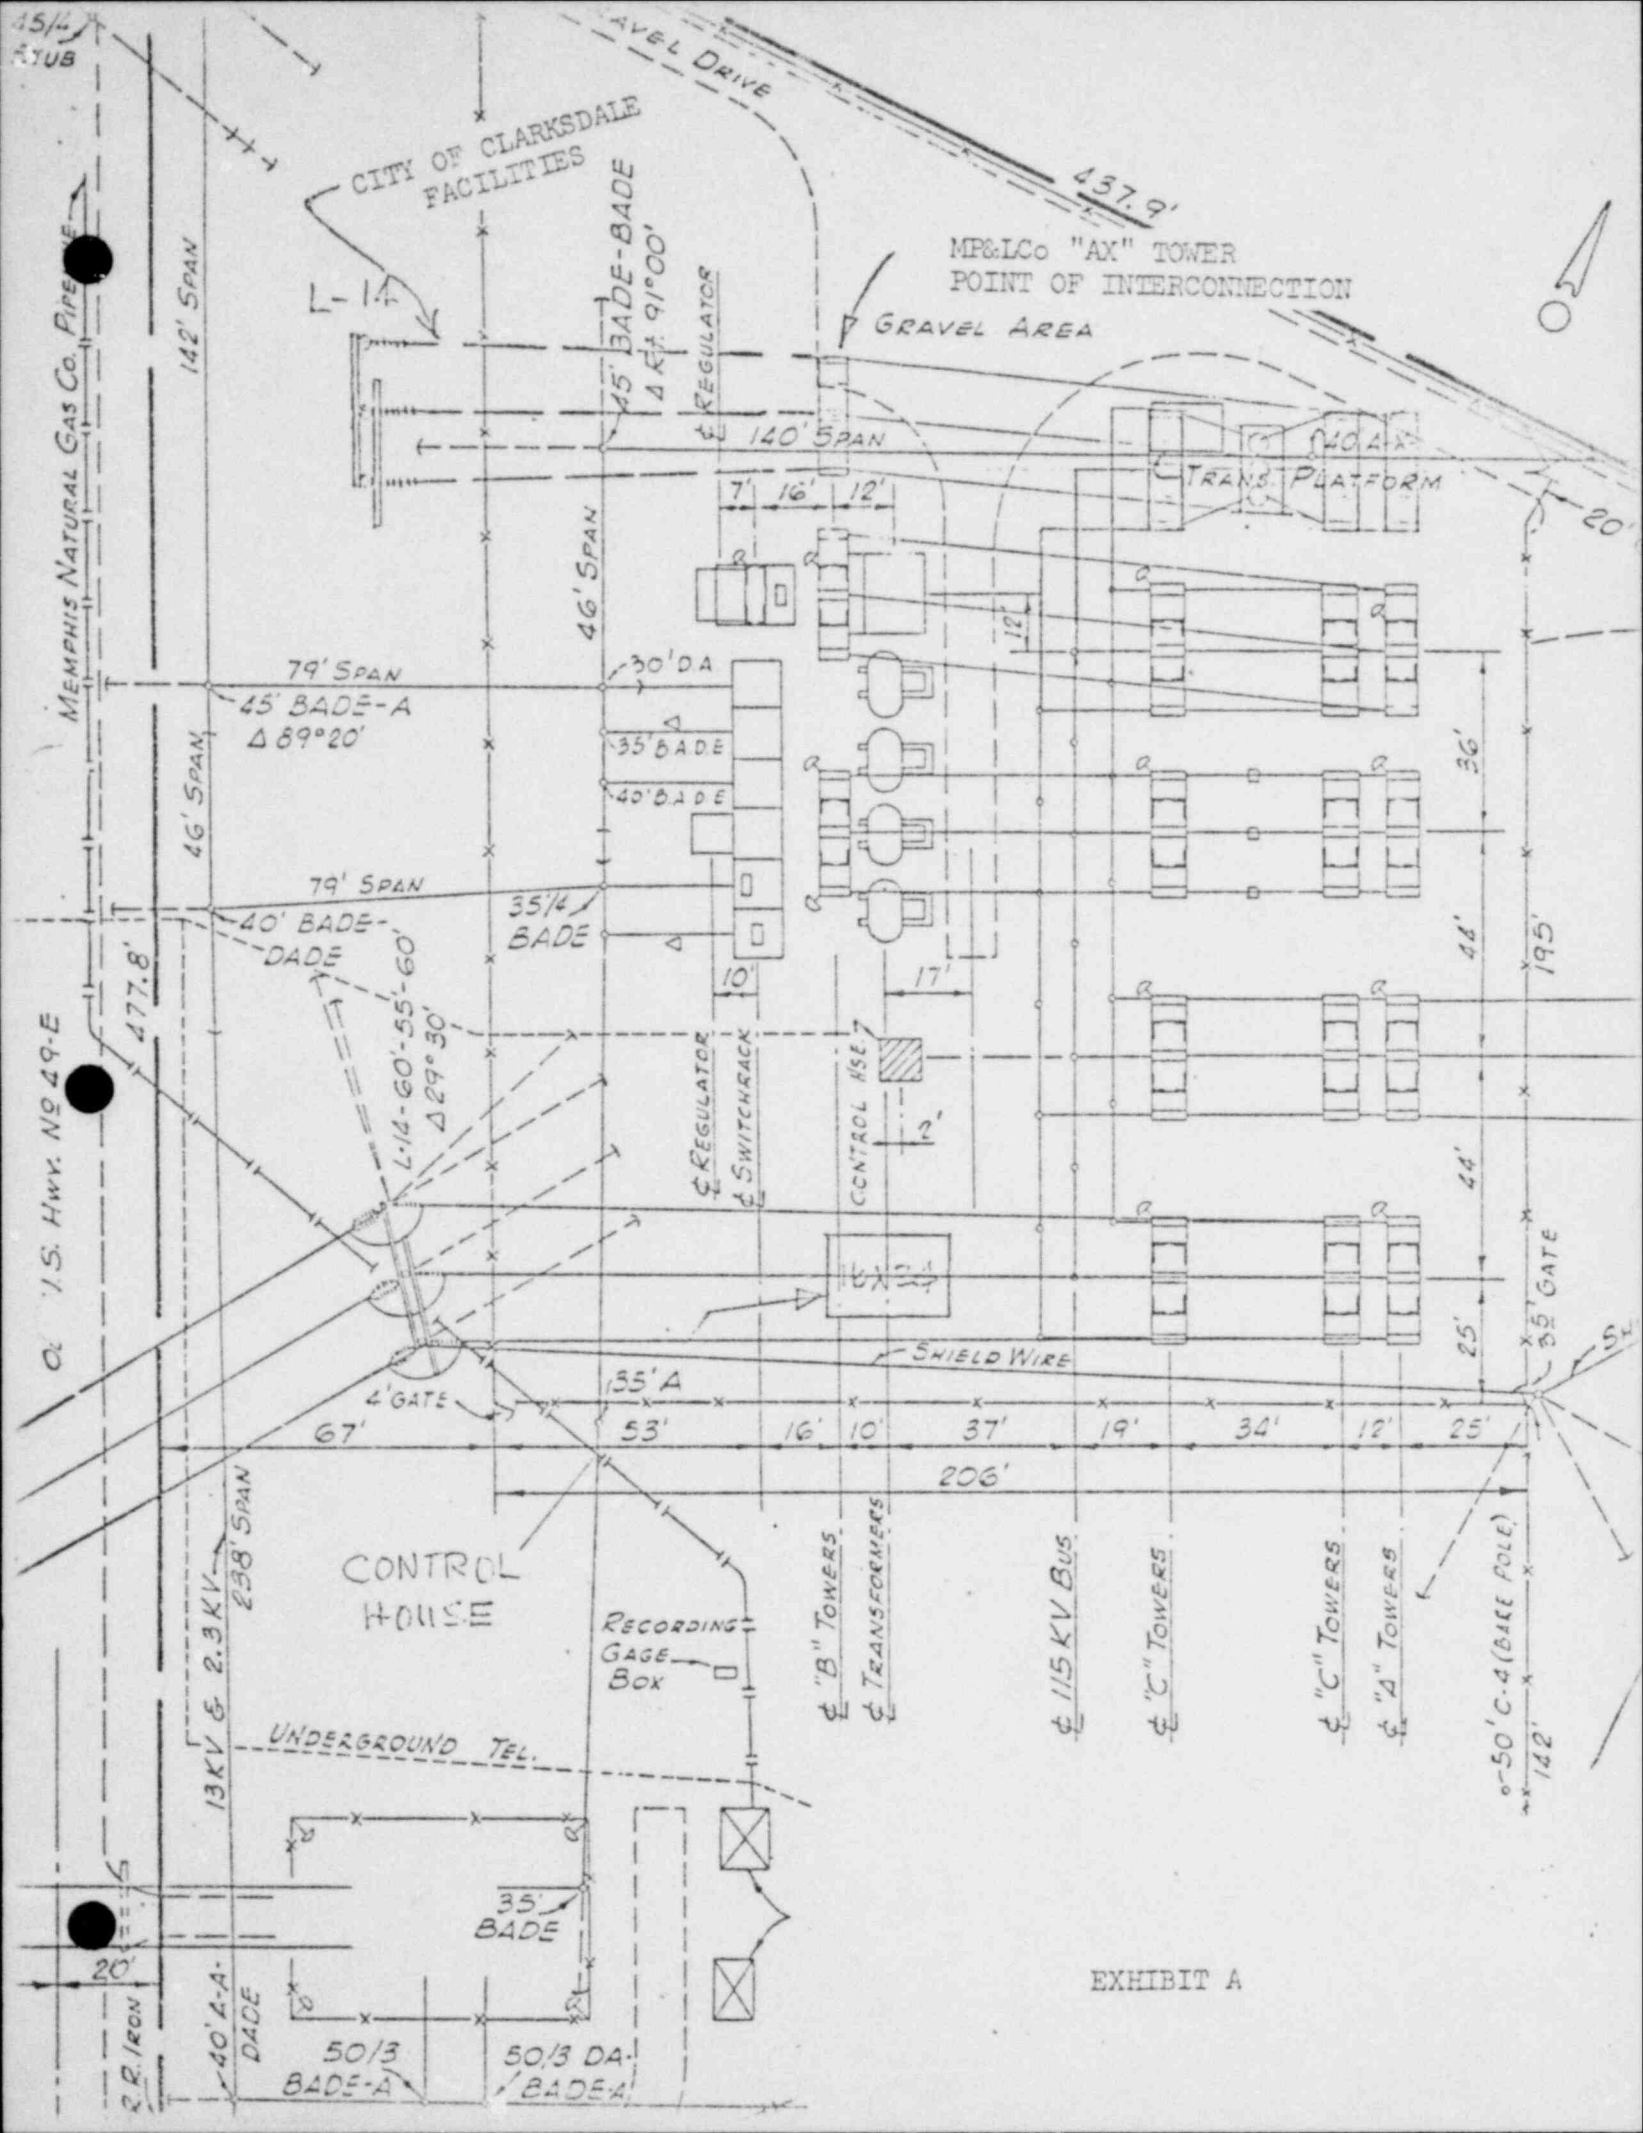 45/4
STUB
AVEL DRIVE
CITY OF CLARKSDALE
FACILITIES
437.9'
MP&LCo "AX" TOWER
POINT OF INTERCONNECTION
GRAVEL AREA
L-14
142' SPAN
MEMPHIS NATURAL GAS CO. PIPE
45' BADE-BADE
Δ RT. 91°00'
℄ REGULATOR
140' SPAN
40 A-X
TRANS. PLATFORM
20'
7'
16'
12'
46' SPAN
12'
79' SPAN
30' D.A
45' BADE-A
Δ 89°20'
35' B.A.D.E
40' B.A.D.E
46' SPAN
36'
79' SPAN
40' BADE-
DADE
35/4
BADE
44'
195'
477.8'
L-14-60'-55'-60'
Δ 29° 30'
10'
17'
U.S. HWY. No 49-E
℄ REGULATOR
℄ SWITCHRACK
CONTROL HSE.
2'
44'
35' GATE
25'
SHIELD WIRE
4' GATE
35' A
67'
53'
16'
10'
37'
19'
34'
12'
25'
206'
238' SPAN
13KV & 2.3KV
CONTROL
HOUSE
RECORDING
GAGE
BOX
℄ "B" TOWERS
℄ TRANSFORMERS
℄ 115 KV BUS
℄ "C" TOWERS
℄ "C" TOWERS
℄ "A" TOWERS
50' C-4 (BARE POLE)
142'
UNDERGROUND TEL.
35'
BADE
20'
R.R. IRON
40' A-A-
DADE
50/3
BADE-A
50/3 DA-
BADE-A
EXHIBIT A